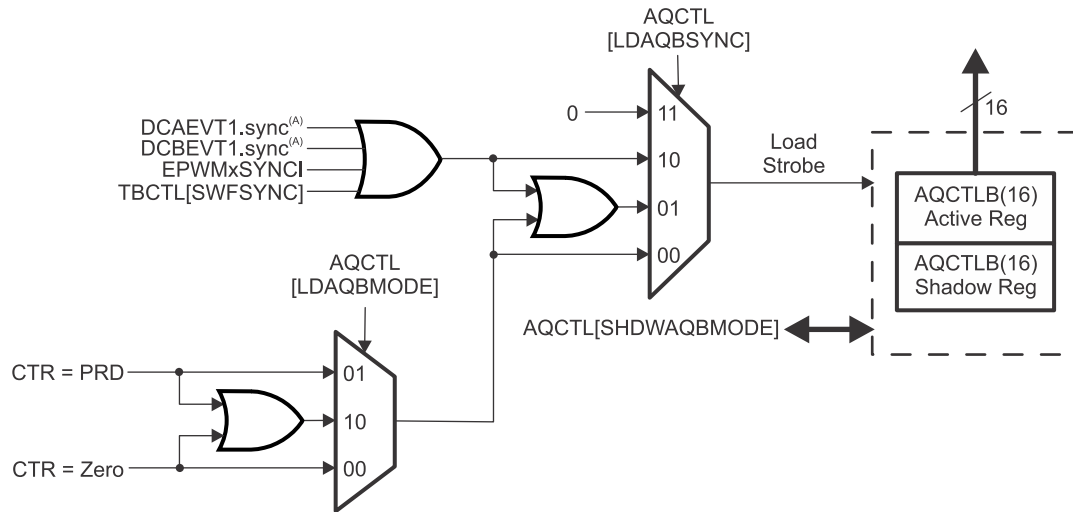 AQCTL
[LDAQBSYNC]
16
0
11
DCAEVT1.sync(A)
DCBEVT1.sync(A)
EPWMxSYNCI
TBCTL[SWFSYNC]
10
Load
Strobe
01
AQCTLB(16)
Active Reg
00
AQCTLB(16)
Shadow Reg
AQCTL
[LDAQBMODE]
AQCTL[SHDWAQBMODE]
CTR = PRD
01
10
CTR = Zero
00